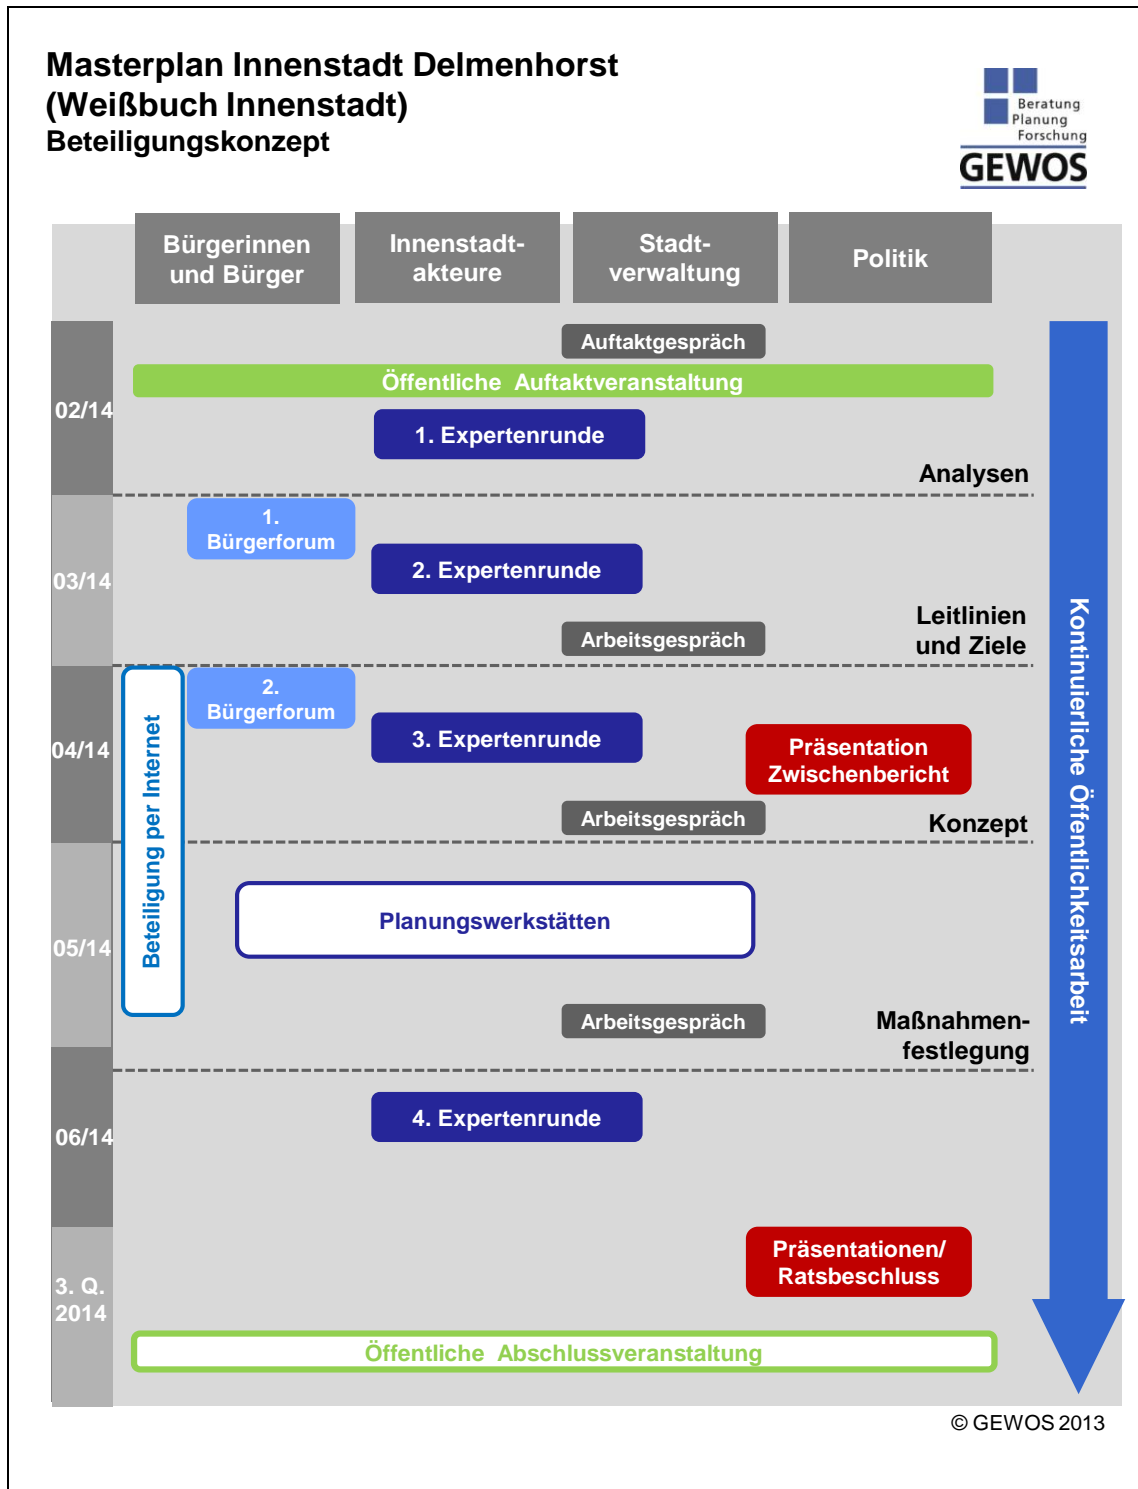 Masterplan Innenstadt Delmenhorst
(Weißbuch Innenstadt)
Beteiligungskonzept
Beratung
Planung
Forschung
GEWOS
Bürgerinnen
und Bürger
Innenstadt-
akteure
Stadt-
verwaltung
Politik
02/14
Auftaktgespräch
Öffentliche Auftaktveranstaltung
1. Expertenrunde
Analysen
03/14
1.
Bürgerforum
2. Expertenrunde
Arbeitsgespräch
Leitlinien
und Ziele
04/14
2.
Bürgerforum
3. Expertenrunde
Präsentation
Zwischenbericht
Arbeitsgespräch
Konzept
Beteiligung per Internet
05/14
Planungswerkstätten
Arbeitsgespräch
Maßnahmen-
festlegung
06/14
4. Expertenrunde
3. Q.
2014
Präsentationen/
Ratsbeschluss
Öffentliche Abschlussveranstaltung
Kontinuierliche Öffentlichkeitsarbeit
© GEWOS 2013